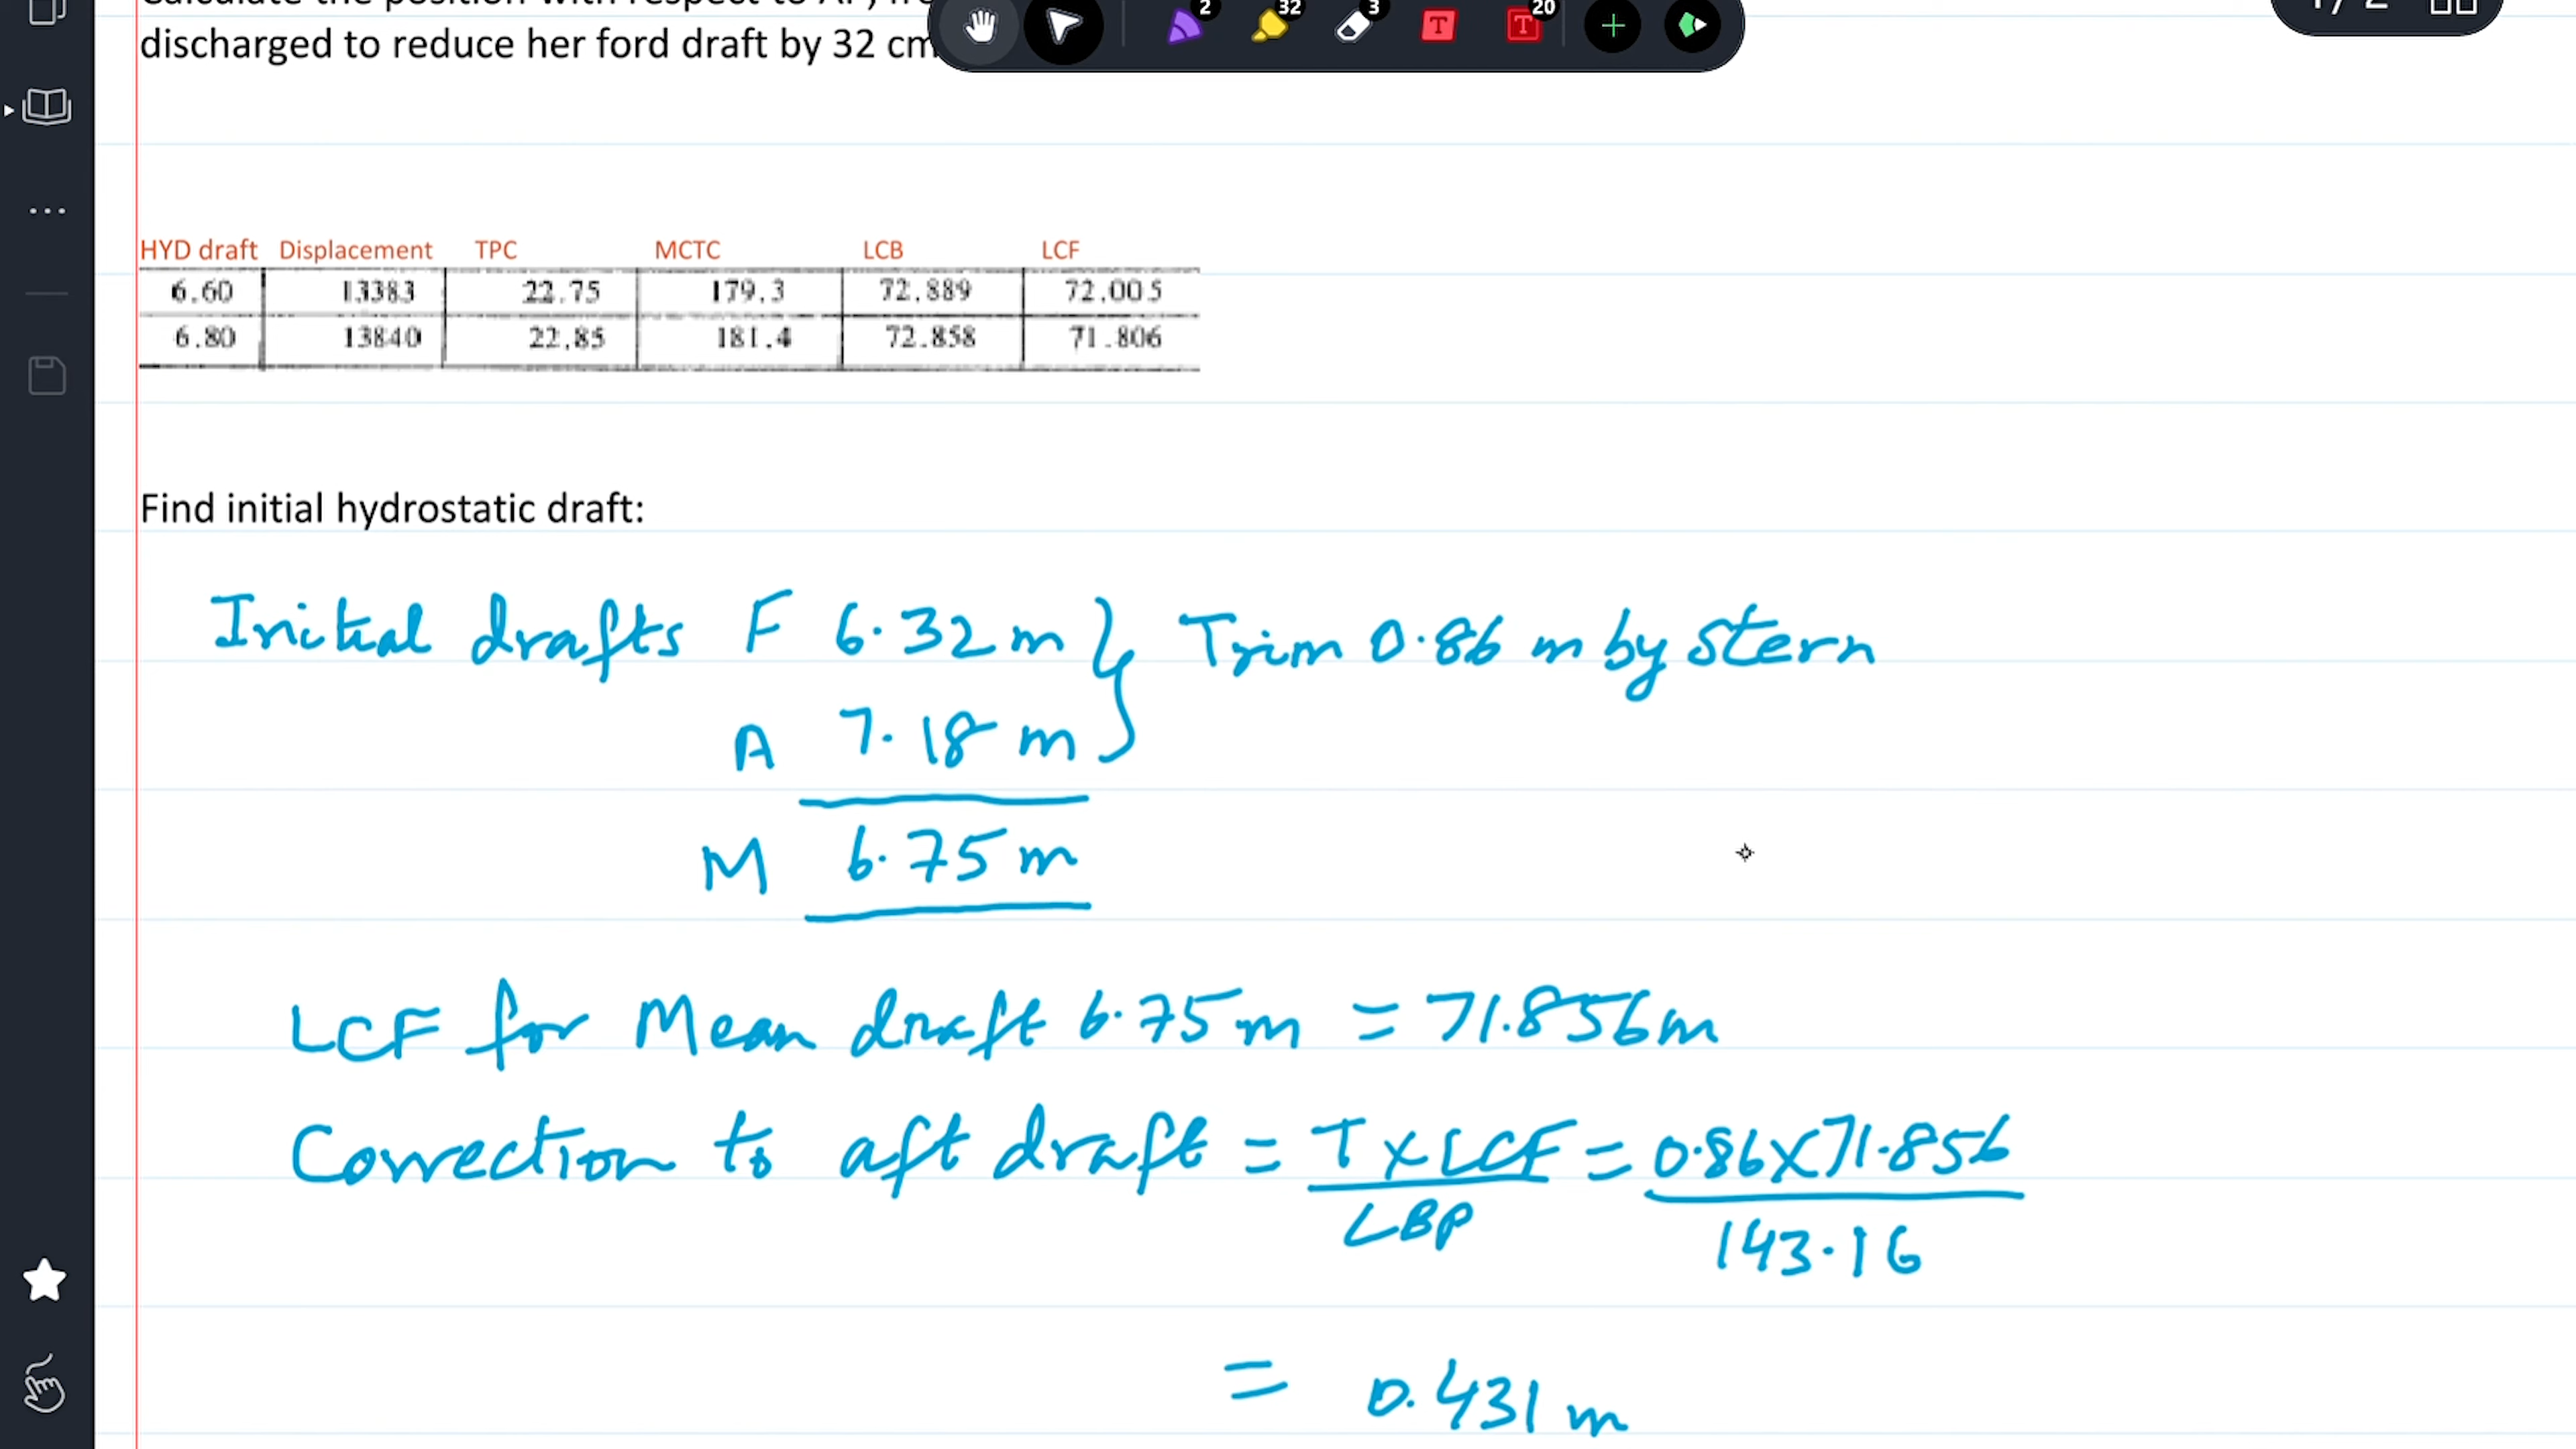 discharged to reduce her ford draft by 32 cm
2 32 3 T T 20
HYD draft Displacement TPC MCTC LCB LCF
6.60 13383 22.75 179.3 72.889 72.005
6.80 13840 22.85 181.4 72.858 71.806
Find initial hydrostatic draft:
Initial drafts F 6.32 m } Trim 0.86 m by stern
A 7.18 m
M 6.75 m
LCF for Mean draft 6.75 m = 71.856 m
Correction to aft draft = T x LCF / LBP = 0.86 X 71.856 / 143.16
= 0.431 m